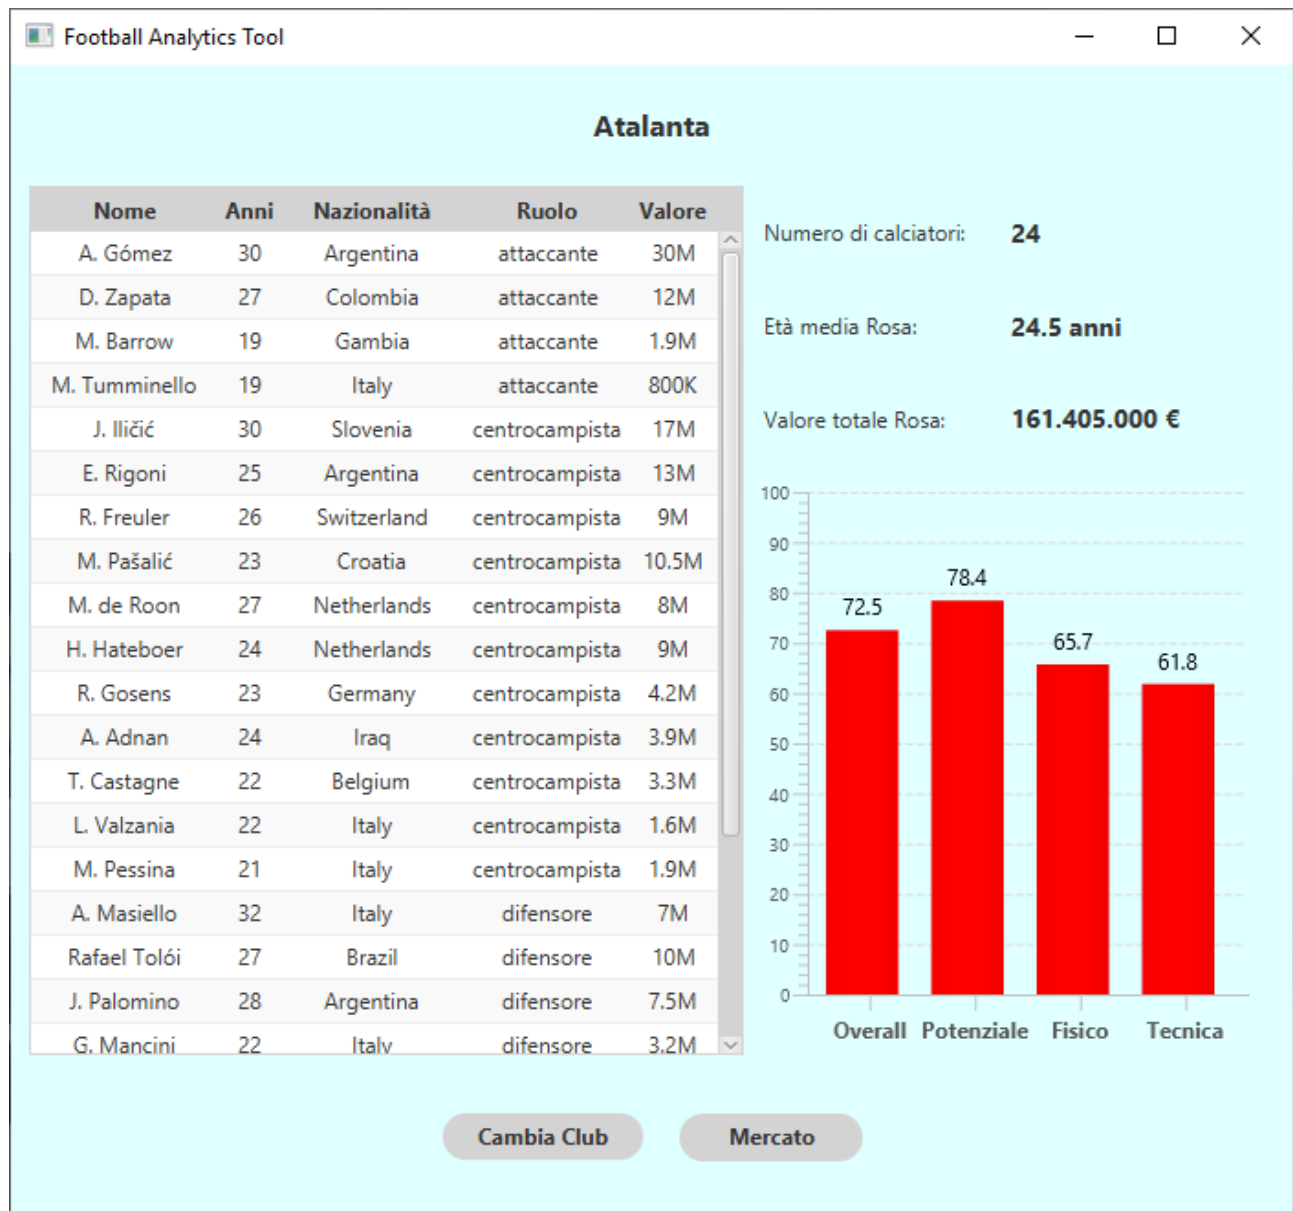 Football Analytics Tool
Atalanta
Nome Anni Nazionalità Ruolo Valore
A. Gómez 30 Argentina attaccante 30M
D. Zapata 27 Colombia attaccante 12M
M. Barrow 19 Gambia attaccante 1.9M
M. Tumminello 19 Italy attaccante 800K
J. Iličić 30 Slovenia centrocampista 17M
E. Rigoni 25 Argentina centrocampista 13M
R. Freuler 26 Switzerland centrocampista 9M
M. Pašalić 23 Croatia centrocampista 10.5M
M. de Roon 27 Netherlands centrocampista 8M
H. Hateboer 24 Netherlands centrocampista 9M
R. Gosens 23 Germany centrocampista 4.2M
A. Adnan 24 Iraq centrocampista 3.9M
T. Castagne 22 Belgium centrocampista 3.3M
L. Valzania 22 Italy centrocampista 1.6M
M. Pessina 21 Italy centrocampista 1.9M
A. Masiello 32 Italy difensore 7M
Rafael Tolói 27 Brazil difensore 10M
J. Palomino 28 Argentina difensore 7.5M
G. Mancini 22 Italy difensore 3.2M
Numero di calciatori: 24
Età media Rosa: 24.5 anni
Valore totale Rosa: 161.405.000 €
100
90
80
70
60
50
40
30
20
10
0
72.5
78.4
65.7
61.8
Overall Potenziale Fisico Tecnica
Cambia Club Mercato